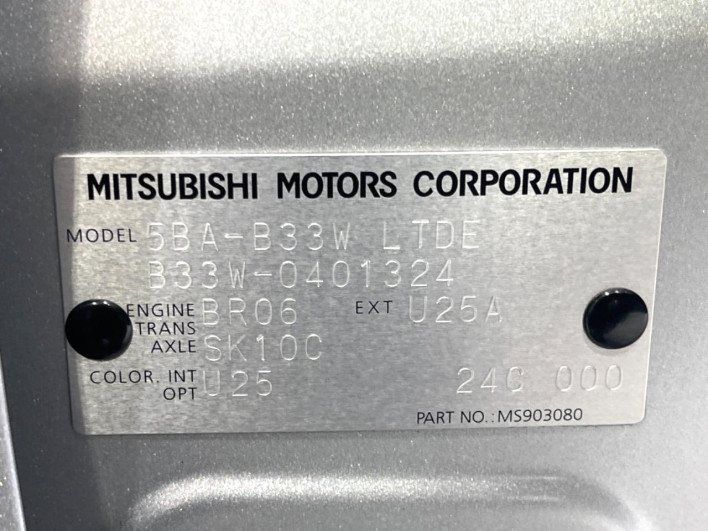 MITSUBISHI MOTORS CORPORATION
MODEL 5BA-B33W LTDE
B33W-0401324
ENGINE BR06 EXT U25A
TRANS
AXLE SK10C
COLOR. INT U25 24C 000
OPT
PART NO.: MS903080